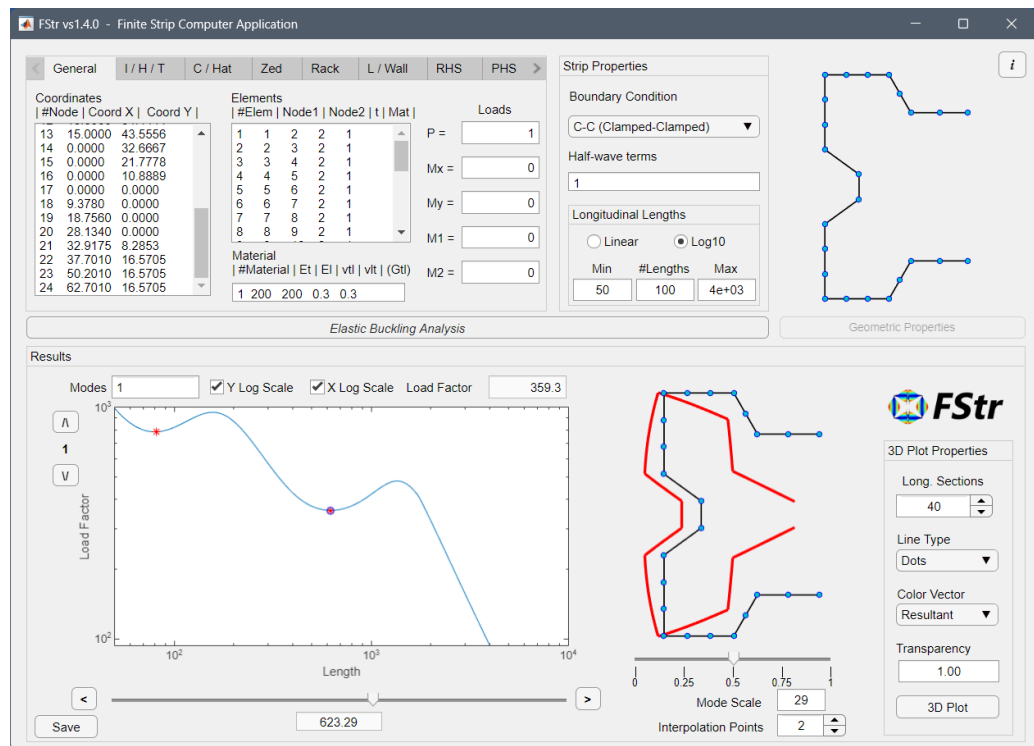 FStr vs1.4.0 - Finite Strip Computer Application
General I / H / T C / Hat Zed Rack L / Wall RHS PHS
Coordinates
| #Node | Coord X | Coord Y |
13 15.0000 43.5556
14 0.0000 32.6667
15 0.0000 21.7778
16 0.0000 10.8889
17 0.0000 0.0000
18 9.3780 0.0000
19 18.7560 0.0000
20 28.1340 0.0000
21 32.9175 8.2853
22 37.7010 16.5705
23 50.2010 16.5705
24 62.7010 16.5705
Elements
| #Elem | Node1 | Node2 | t | Mat |
1 1 2 2 1
2 2 3 2 1
3 3 4 2 1
4 4 5 2 1
5 5 6 2 1
6 6 7 2 1
7 7 8 2 1
8 8 9 2 1
Material
| #Material | Et | El | vtl | vlt | (Gtl)
1 200 200 0.3 0.3
Loads
P = 1
Mx = 0
My = 0
M1 = 0
M2 = 0
Strip Properties
Boundary Condition
C-C (Clamped-Clamped)
Half-wave terms
1
Longitudinal Lengths
Linear Log10
Min #Lengths Max
50 100 4e+03
i
Elastic Buckling Analysis
Geometric Properties
Results
Modes 1 Y Log Scale X Log Scale Load Factor 359.3
/\
1
\/
10³
Load Factor
10²
10² 10³ 10⁴
Length
< >
Save
623.29
0 0.25 0.5 0.75 1
Mode Scale 29
Interpolation Points 2
FStr
3D Plot Properties
Long. Sections
40
Line Type
Dots
Color Vector
Resultant
Transparency
1.00
3D Plot